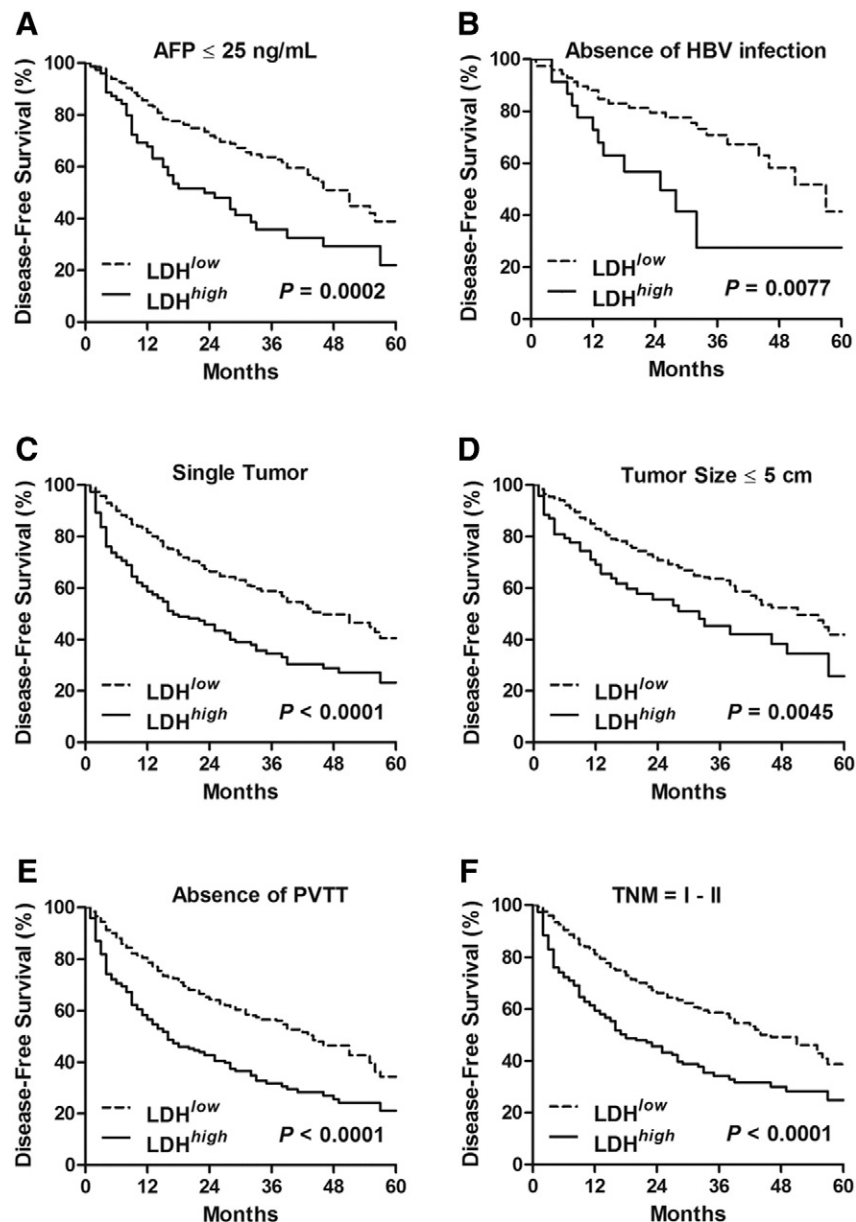 A
AFP ≤ 25 ng/mL
Disease-Free Survival (%)
100
80
60
40
20
0
LDHlow
LDHhigh
P = 0.0002
0 12 24 36 48 60
Months
B
Absence of HBV infection
Disease-Free Survival (%)
100
80
60
40
20
0
LDHlow
LDHhigh
P = 0.0077
0 12 24 36 48 60
Months
C
Single Tumor
Disease-Free Survival (%)
100
80
60
40
20
0
LDHlow
LDHhigh
P < 0.0001
0 12 24 36 48 60
Months
D
Tumor Size ≤ 5 cm
Disease-Free Survival (%)
100
80
60
40
20
0
LDHlow
LDHhigh
P = 0.0045
0 12 24 36 48 60
Months
E
Absence of PVTT
Disease-Free Survival (%)
100
80
60
40
20
0
LDHlow
LDHhigh
P < 0.0001
0 12 24 36 48 60
Months
F
TNM = I - II
Disease-Free Survival (%)
100
80
60
40
20
0
LDHlow
LDHhigh
P < 0.0001
0 12 24 36 48 60
Months